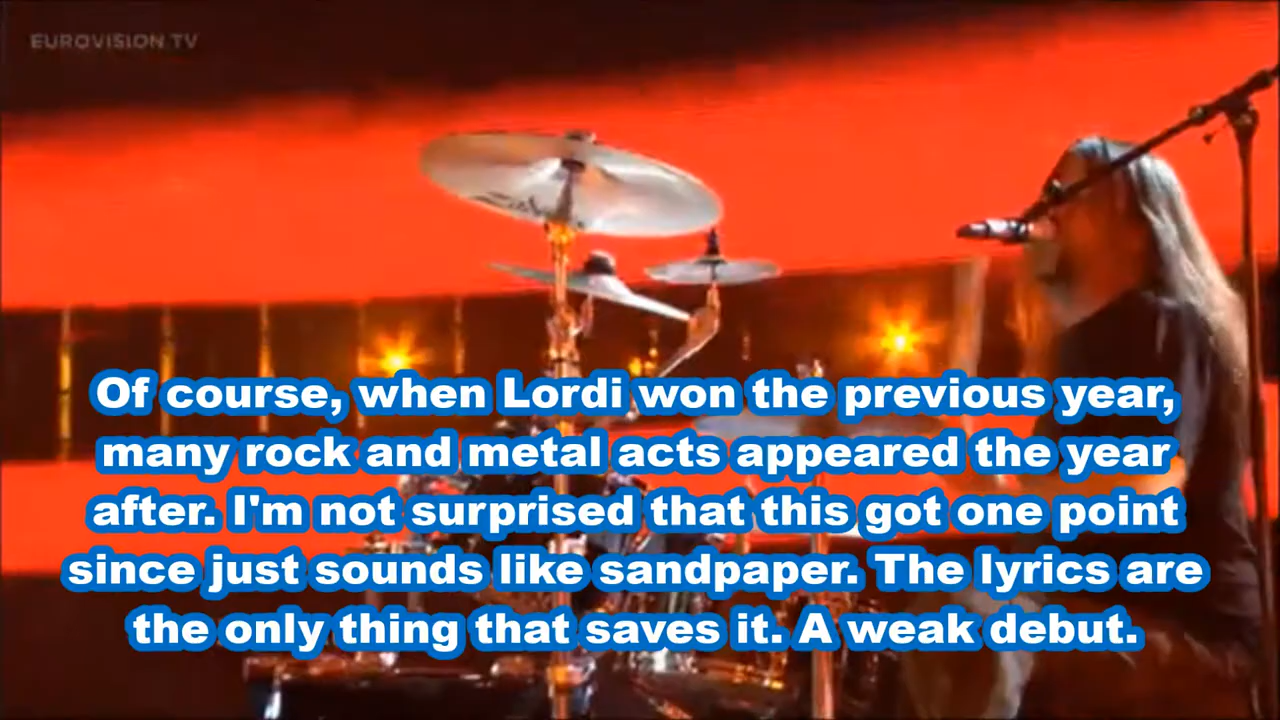 EUROVISION.TV
Of course, when Lordi won the previous year,
many rock and metal acts appeared the year
after. I'm not surprised that this got one point
since just sounds like sandpaper. The lyrics are
the only thing that saves it. A weak debut.